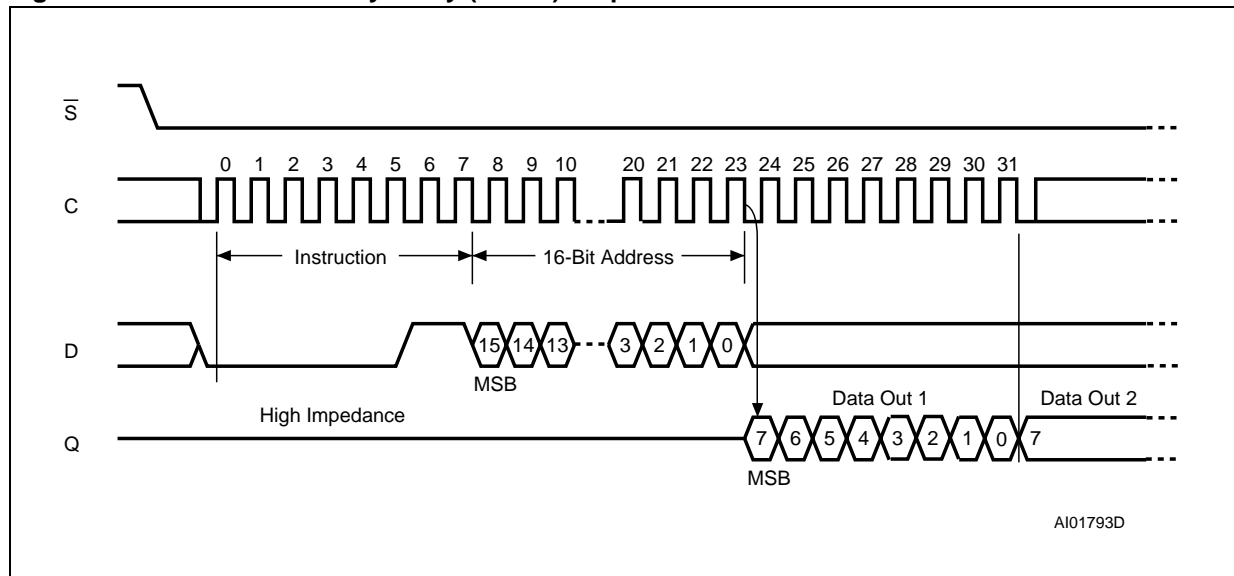 S
0 1 2 3 4 5 6 7 8 9 10 20 21 22 23 24 25 26 27 28 29 30 31
C
Instruction 16-Bit Address
D
15 14 13 3 2 1 0
MSB
High Impedance Data Out 1 Data Out 2
Q
7 6 5 4 3 2 1 0 7
MSB
AI01793D